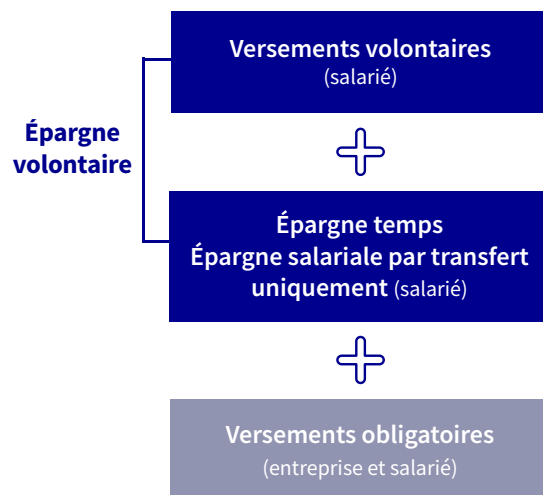 Versements volontaires
(salarié)
Épargne
volontaire
Épargne temps
Épargne salariale par transfert
uniquement (salarié)
Versements obligatoires
(entreprise et salarié)